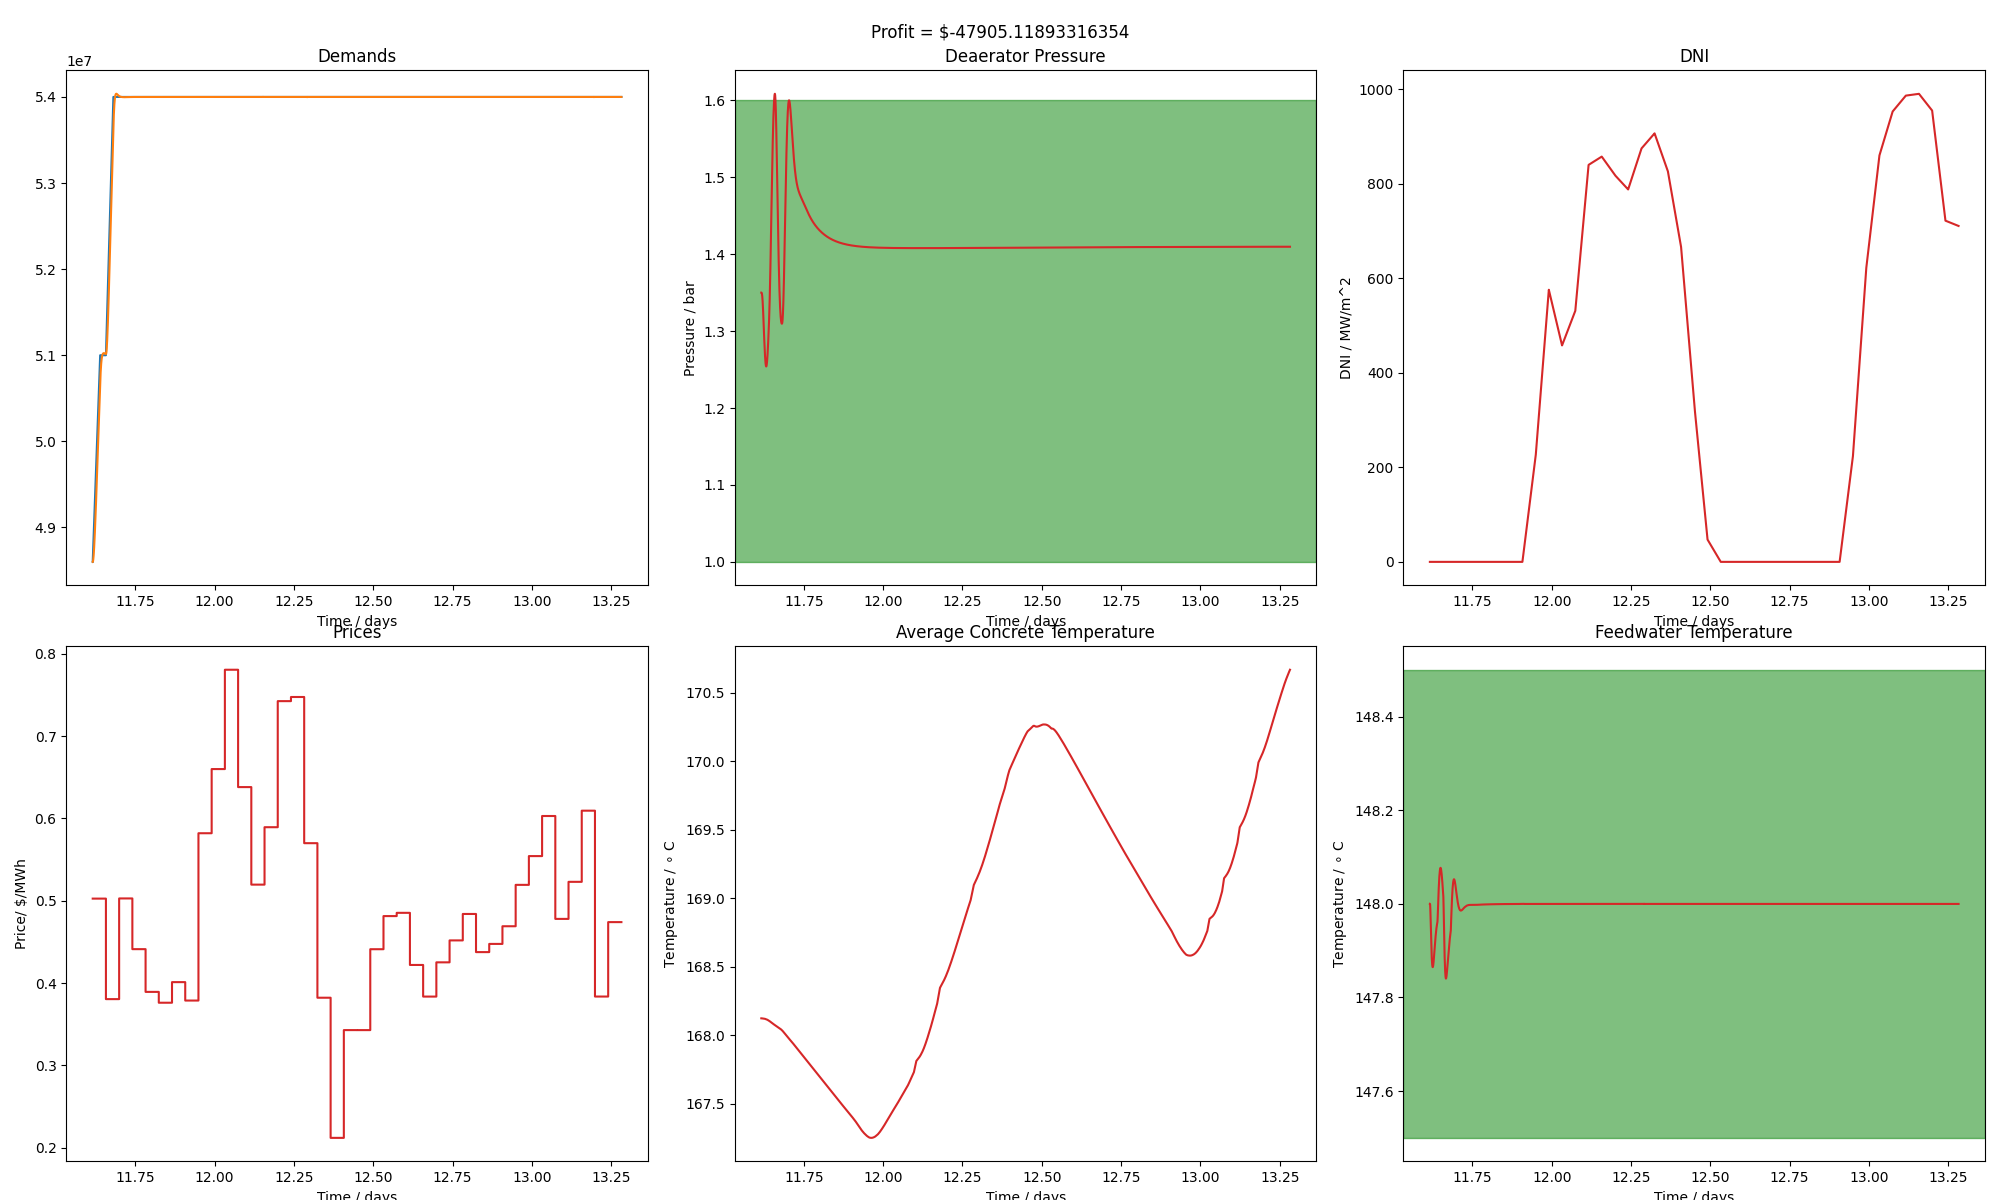 Profit = $-47905.11893316354
Demands
1e7
5.4
5.3
5.2
5.1
5.0
4.9
11.75 12.00 12.25 12.50 12.75 13.00 13.25
Time / days
Deaerator Pressure
Pressure / bar
1.6
1.5
1.4
1.3
1.2
1.1
1.0
11.75 12.00 12.25 12.50 12.75 13.00 13.25
Time / days
DNI
DNI / MW/m^2
1000
800
600
400
200
0
11.75 12.00 12.25 12.50 12.75 13.00 13.25
Time / days
Prices
Price/ $/MWh
0.8
0.7
0.6
0.5
0.4
0.3
0.2
11.75 12.00 12.25 12.50 12.75 13.00 13.25
Time / days
Average Concrete Temperature
Temperature / ∘ C
170.5
170.0
169.5
169.0
168.5
168.0
167.5
11.75 12.00 12.25 12.50 12.75 13.00 13.25
Time / days
Feedwater Temperature
Temperature / ∘ C
148.4
148.2
148.0
147.8
147.6
11.75 12.00 12.25 12.50 12.75 13.00 13.25
Time / days